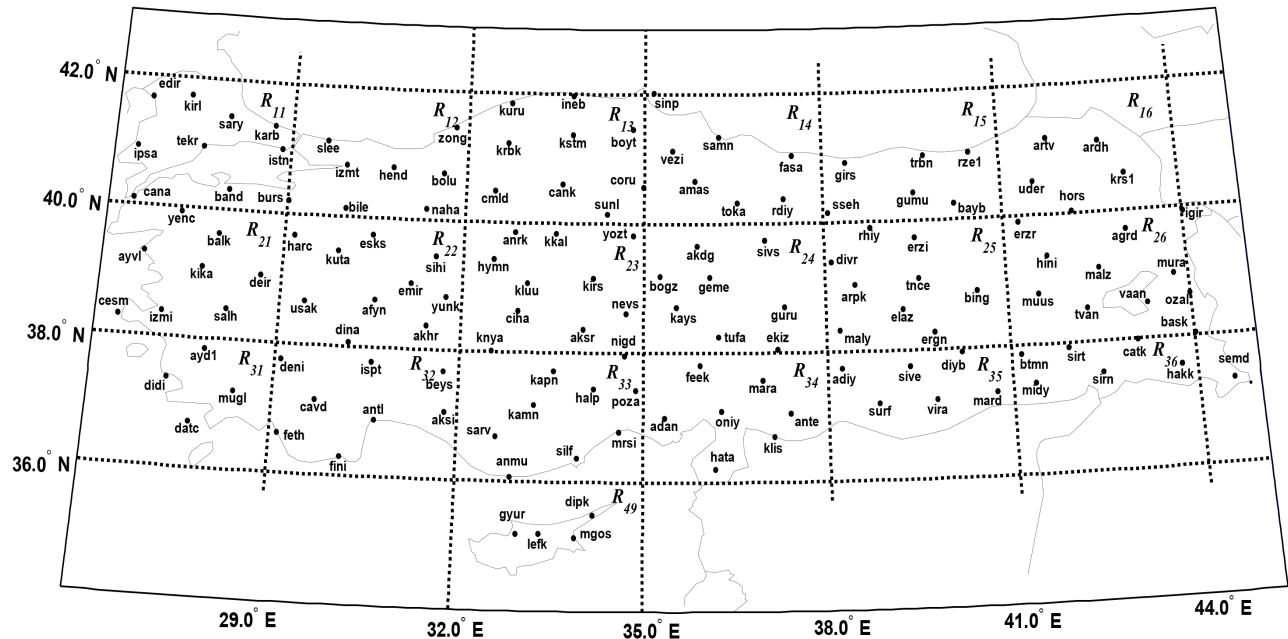 42.0° N
edir
kirl
R11
sary
karb
tekr
istn
ipsa
slee
R12
zong
kuru
ineb
R13
boyt
kstm
krbk
sinp
samn
R14
vezi
fasa
R15
trbn
rze1
girs
R16
artv
ardh
krs1
40.0° N
cana
yenc
band
burs
izmt
hend
bolu
bile
naha
cmld
cank
coru
sunl
amas
toka
rdiy
sseh
gumu
bayb
uder
hors
igir
balk
R21
ayvl
kika
deir
harc
esks
kuta
R22
sihi
anrk
kkal
yozt
hymn
R23
kluu
kirs
akdg
sivs
R24
bogz
geme
rhiy
erzi
R25
divr
tnce
arpk
bing
erzr
hini
agrd
R26
malz
mura
38.0° N
cesm
izmi
salh
usak
afyn
emir
yunk
dina
akhr
ciha
nevs
knya
aksr
nigd
kays
guru
tufa
ekiz
maly
elaz
ergn
muus
tvan
vaan
ozal
bask
ayd1
R31
didi
mugl
datc
deni
ispt
R32
beys
cavd
antl
aksi
feth
fini
kapn
R33
halp
poza
kamn
sarv
mrsi
silf
anmu
feek
mara
R34
adan
oniy
ante
klis
hata
adiy
sive
diyb
R35
surf
vira
mard
btmn
sirt
midy
sirn
catk
R36
hakk
semd
36.0° N
dipk
R49
gyur
lefk
mgos
29.0° E
32.0° E
35.0° E
38.0° E
41.0° E
44.0° E